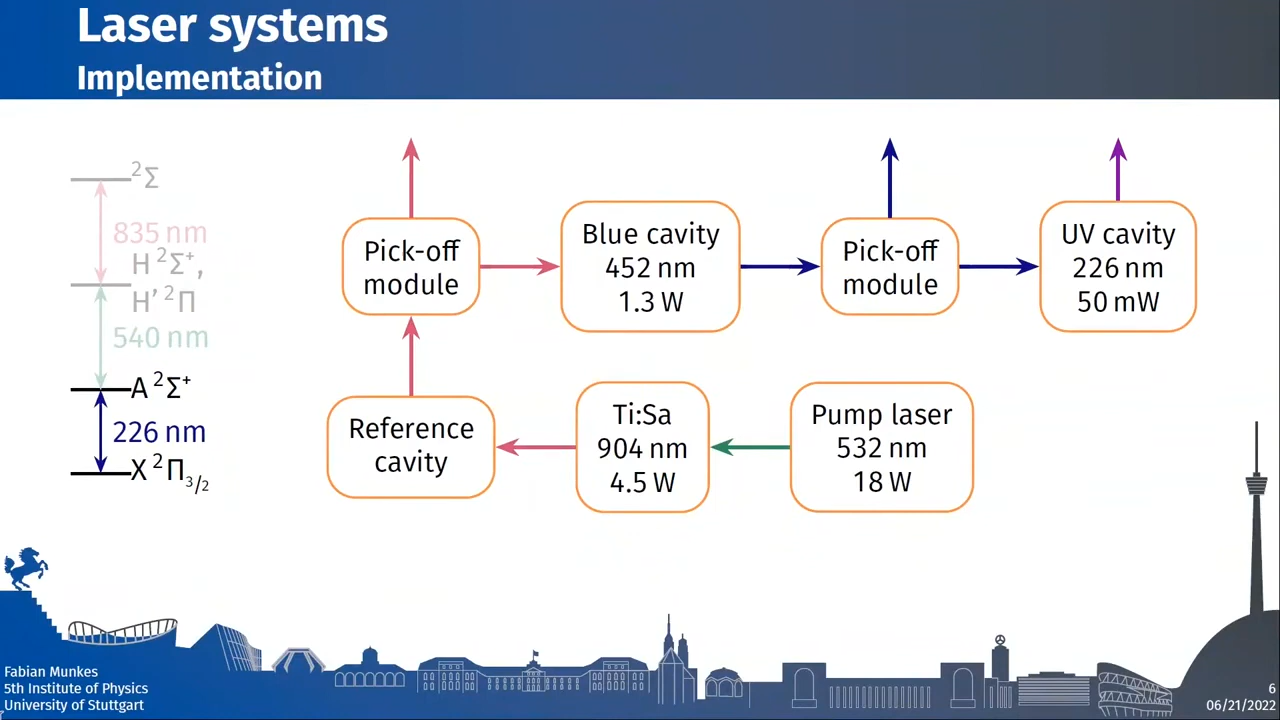 Laser systems
Implementation
²Σ
835 nm
H ²Σ⁺,
H’ ²Π
540 nm
A ²Σ⁺
226 nm
X ²Π₃/₂
Pick-off
module
Blue cavity
452 nm
1.3 W
Pick-off
module
UV cavity
226 nm
50 mW
Reference
cavity
Ti:Sa
904 nm
4.5 W
Pump laser
532 nm
18 W
Fabian Munkes
5th Institute of Physics
University of Stuttgart
6
06/21/2022